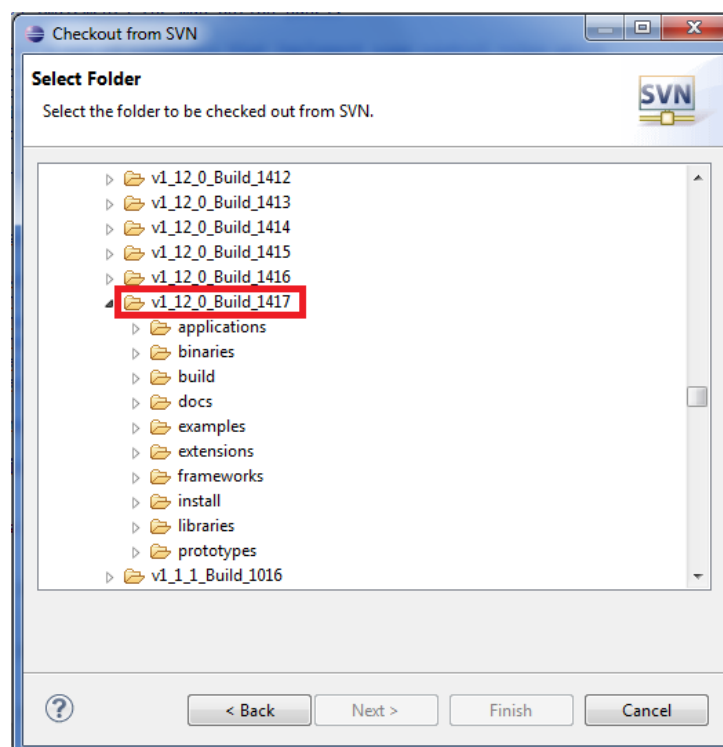 Checkout from SVN
Select Folder
Select the folder to be checked out from SVN.
SVN
v1_12_0_Build_1412
v1_12_0_Build_1413
v1_12_0_Build_1414
v1_12_0_Build_1415
v1_12_0_Build_1416
v1_12_0_Build_1417
applications
binaries
build
docs
examples
extensions
frameworks
install
libraries
prototypes
v1_1_1_Build_1016
? < Back Next > Finish Cancel